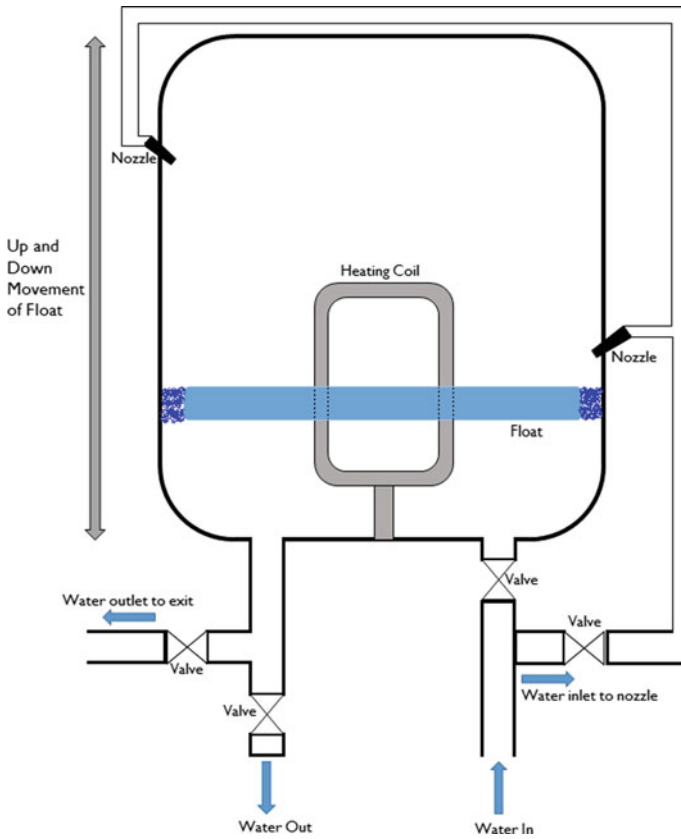 Nozzle
Up and
Down
Movement
of Float
Heating Coil
Nozzle
Float
Valve
Water outlet to exit
Valve
Valve
Water inlet to nozzle
Valve
Water Out
Water In